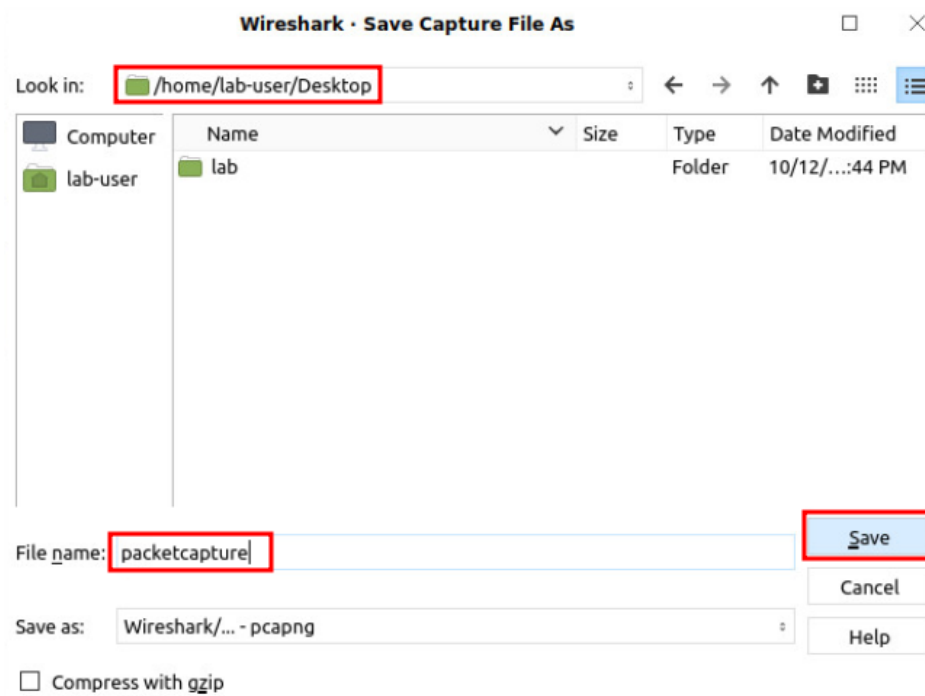 Wireshark · Save Capture File As
Look in: /home/lab-user/Desktop
Computer
lab-user
Name Size Type Date Modified
lab Folder 10/12/...:44 PM
File name: packetcapture
Save
Cancel
Save as: Wireshark/... - pcapng
Help
Compress with gzip